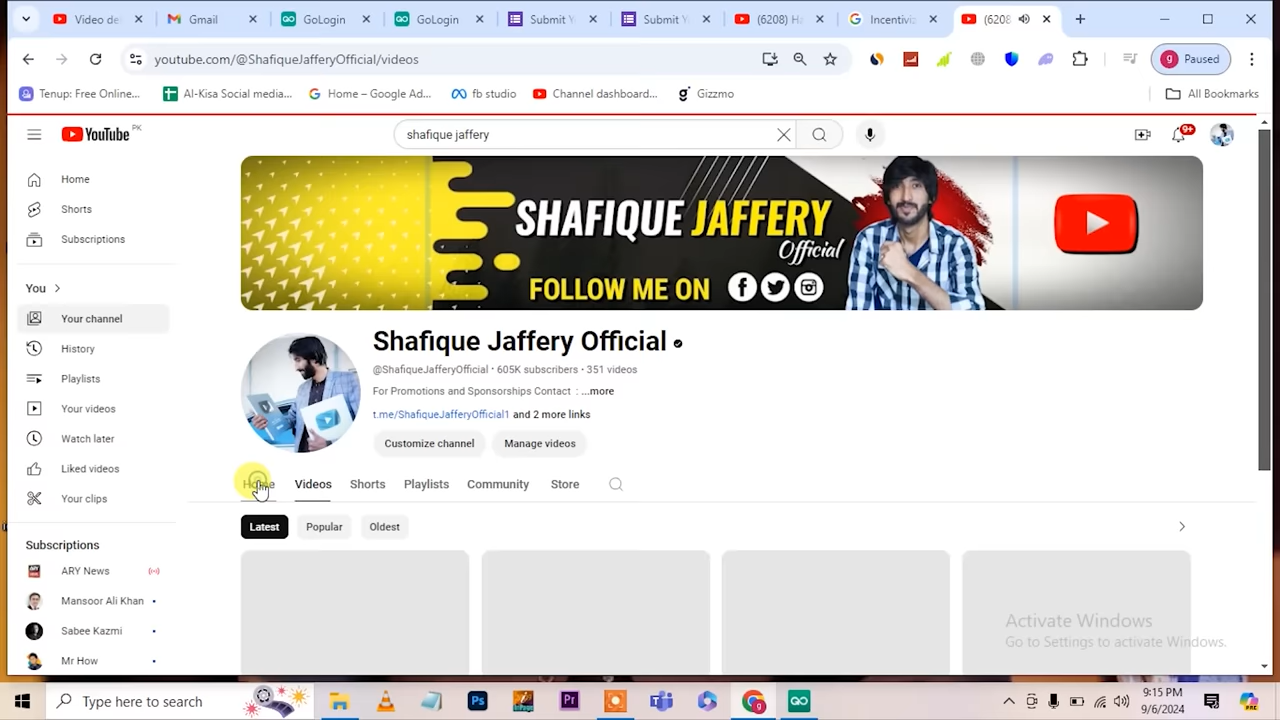 Video de
Gmail
GoLogin
GoLogin
Submit Y
Submit Y
(6208) Ha
Incentiviz
(6208)
youtube.com/@ShafiqueJafferyOfficial/videos
Paused
Tenup: Free Online...
Al-Kisa Social media...
Home – Google Ad...
fb studio
Channel dashboard...
Gizzmo
All Bookmarks
YouTube PK
shafique jaffery
9+
Home
Shorts
Subscriptions
You
Your channel
History
Playlists
Your videos
Watch later
Liked videos
Your clips
Subscriptions
ARY News
Mansoor Ali Khan
Sabee Kazmi
Mr How
SHAFIQUE JAFFERY
Official
FOLLOW ME ON
Shafique Jaffery Official
@ShafiqueJafferyOfficial • 605K subscribers • 351 videos
For Promotions and Sponsorships Contact : ...more
t.me/ShafiqueJafferyOfficial1 and 2 more links
Customize channel
Manage videos
Home Videos Shorts Playlists Community Store
Latest Popular Oldest
Activate Windows
Go to Settings to activate Windows.
Type here to search
9:15 PM
9/6/2024